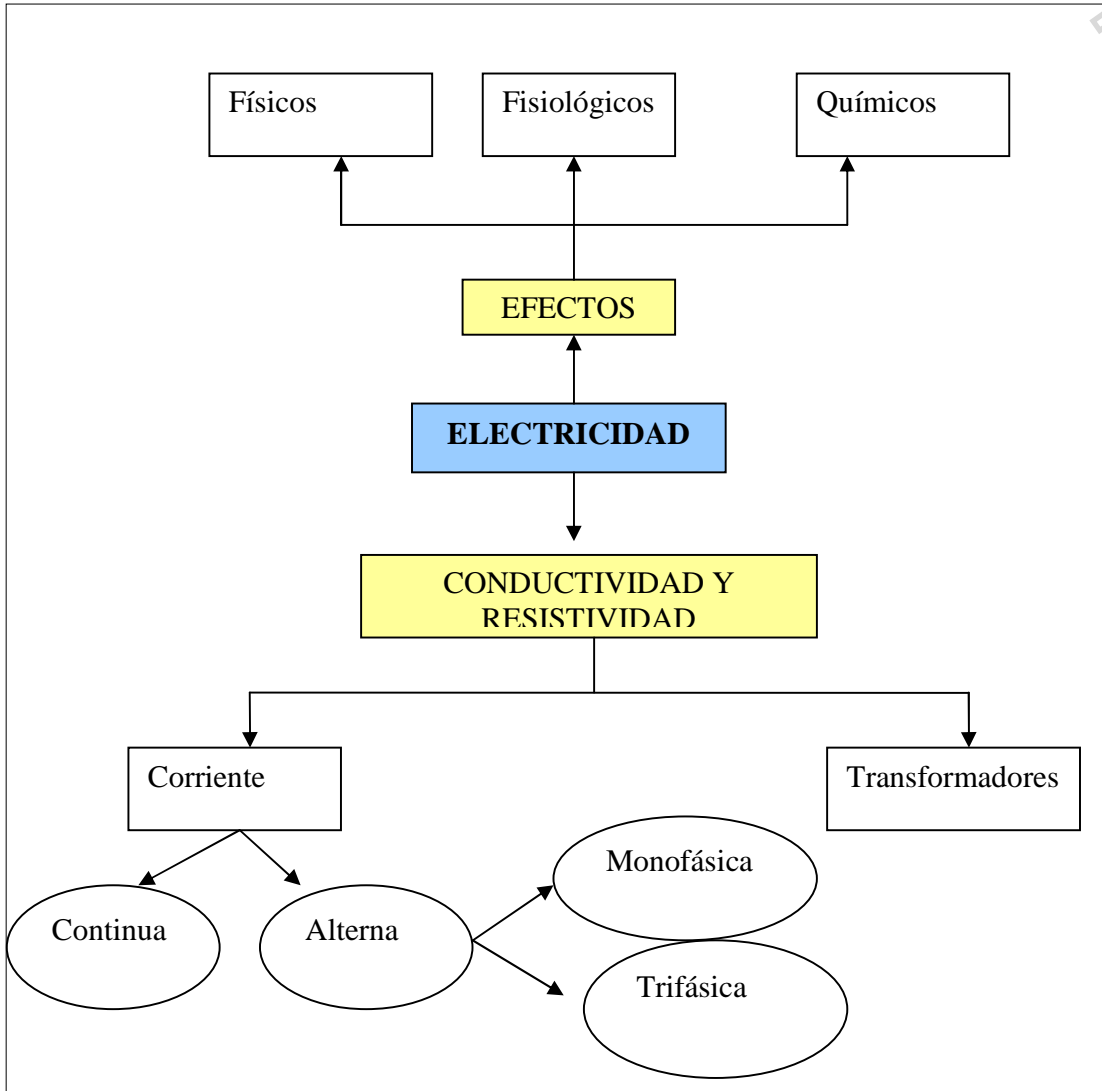 Físicos
Fisiológicos
Químicos
EFECTOS
ELECTRICIDAD
CONDUCTIVIDAD Y
RESISTIVIDAD
Corriente
Transformadores
Monofásica
Continua
Alterna
Trifásica